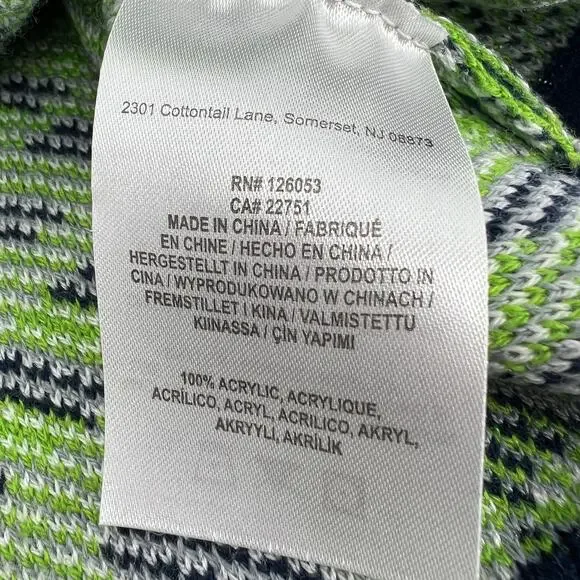 2301 Cottontail Lane, Somerset, NJ 08873
RN# 126053
CA# 22751
MADE IN CHINA / FABRIQUÉ
EN CHINE / HECHO EN CHINA /
HERGESTELLT IN CHINA / PRODOTTO IN
CINA / WYPRODUKOWANO W CHINACH /
FREMSTILLET I KINA / VALMISTETTU
KIINASSA / ÇİN YAPIMI
100% ACRYLIC, ACRYLIQUE,
ACRÍLICO, ACRYL, ACRILICO, AKRYL,
AKRYYLI, AKRİLİK